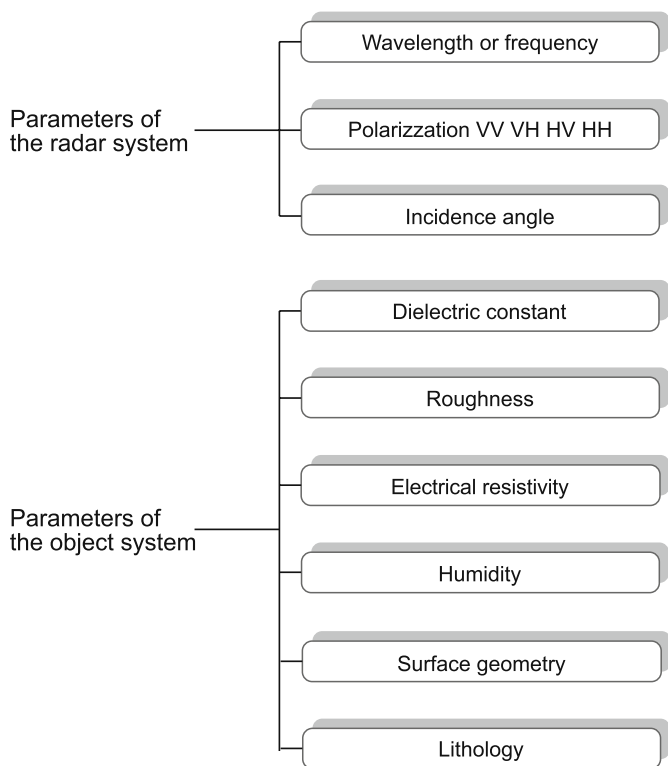 Parameters of
the radar system
Wavelength or frequency
Polarizzation VV VH HV HH
Incidence angle
Parameters of
the object system
Dielectric constant
Roughness
Electrical resistivity
Humidity
Surface geometry
Lithology